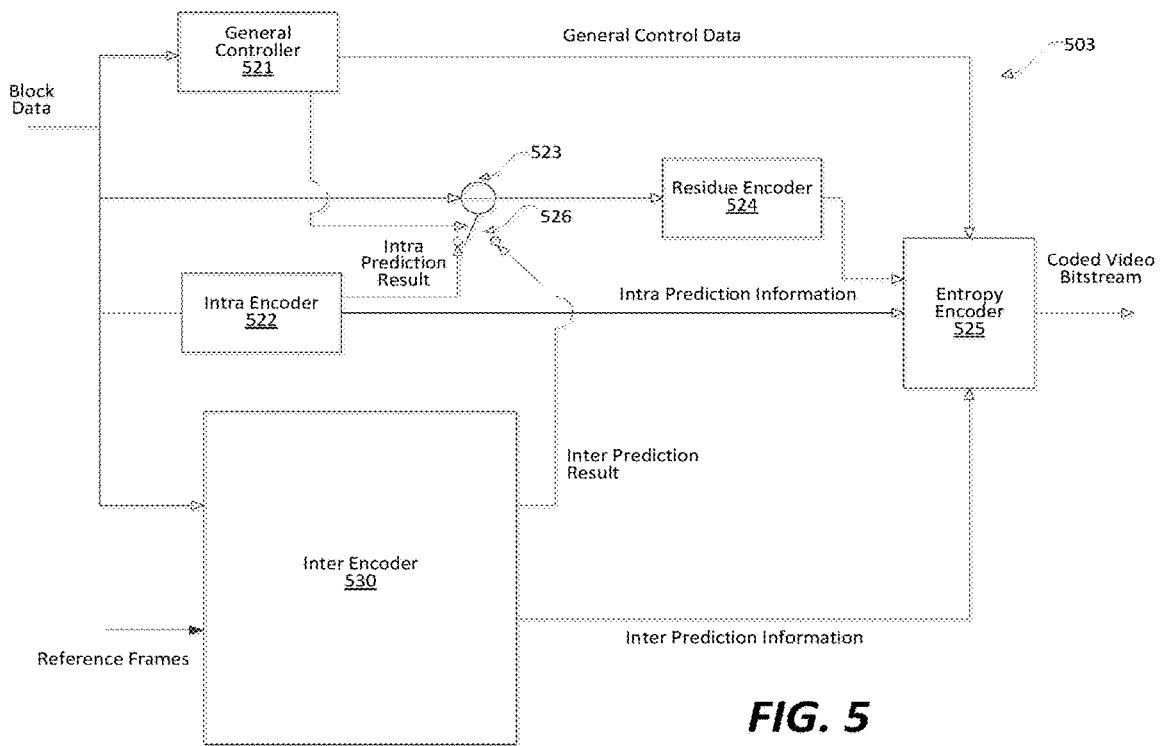 General
Controller
521
General Control Data
503
Block
Data
523
Residue Encoder
524
526
Intra
Prediction
Result
Intra Encoder
522
Intra Prediction Information
Entropy
Encoder
525
Coded Video
Bitstream
Inter Prediction
Result
Inter Encoder
530
Reference Frames
Inter Prediction Information
FIG. 5